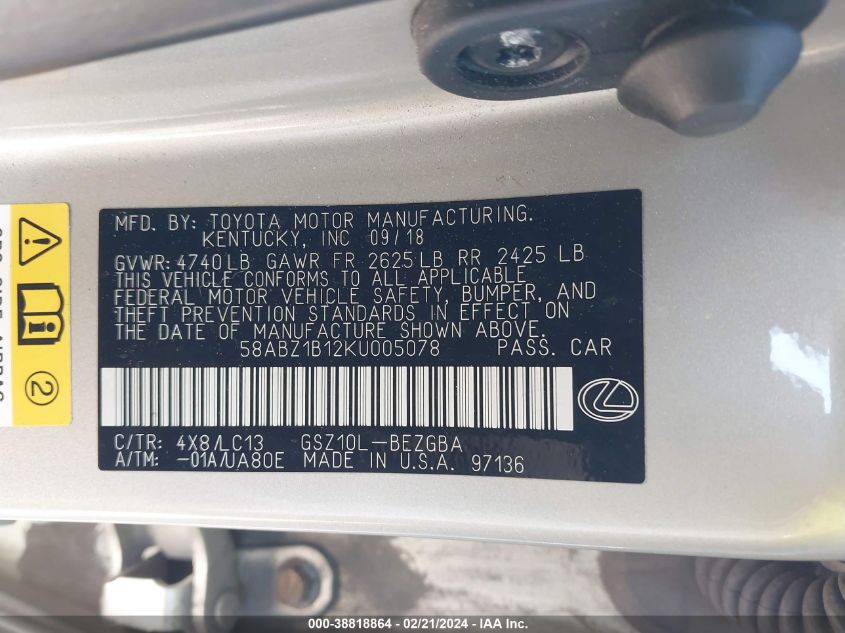 MFD. BY: TOYOTA MOTOR MANUFACTURING.
KENTUCKY, INC 09/18
GVWR: 4740LB GAWR FR 2625LB RR 2425 LB
THIS VEHICLE CONFORMS TO ALL APPLICABLE
FEDERAL MOTOR VEHICLE SAFETY, BUMPER, AND
THEFT PREVENTION STANDARDS IN EFFECT ON
THE DATE OF MANUFACTURE SHOWN ABOVE.
58ABZ1B12KU005078 PASS. CAR
C/TR: 4X8/LC13 GSZ10L-BEZGBA
A/TM: -01A/UA80E MADE IN U.S.A. 97136
2
000-38818864 - 02/21/2024 - IAA Inc.